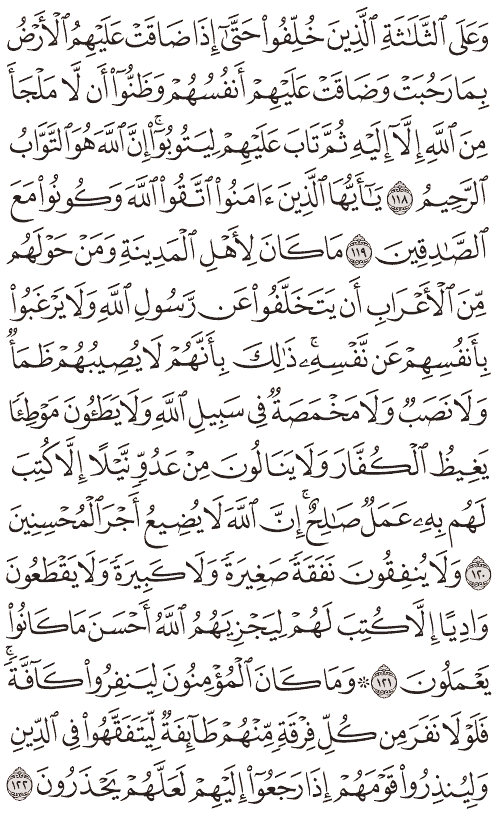 وَعَلَى ٱلثَّلَـٰثَةِ ٱلَّذِينَ خُلِّفُوا۟ حَتَّىٰٓ إِذَا ضَاقَتْ عَلَيْهِمُ ٱلْأَرْضُ
بِمَا رَحُبَتْ وَضَاقَتْ عَلَيْهِمْ أَنفُسُهُمْ وَظَنُّوٓا۟ أَن لَّا مَلْجَأَ
مِنَ ٱللَّهِ إِلَّآ إِلَيْهِ ثُمَّ تَابَ عَلَيْهِمْ لِيَتُوبُوٓا۟ۚ إِنَّ ٱللَّهَ هُوَ ٱلتَّوَّابُ
ٱلرَّحِيمُ ١١٨ يَـٰٓأَيُّهَا ٱلَّذِينَ ءَامَنُوا۟ ٱتَّقُوا۟ ٱللَّهَ وَكُونُوا۟ مَعَ
ٱلصَّـٰدِقِينَ ١١٩ مَا كَانَ لِأَهْلِ ٱلْمَدِينَةِ وَمَنْ حَوْلَهُم
مِّنَ ٱلْأَعْرَابِ أَن يَتَخَلَّفُوا۟ عَن رَّسُولِ ٱللَّهِ وَلَا يَرْغَبُوا۟
بِأَنفُسِهِمْ عَن نَّفْسِهِۦۚ ذَٰلِكَ بِأَنَّهُمْ لَا يُصِيبُهُمْ ظَمَأٌ
وَلَا نَصَبٌ وَلَا مَخْمَصَةٌ فِى سَبِيلِ ٱللَّهِ وَلَا يَطَـُٔونَ مَوْطِئًا
يَغِيظُ ٱلْكُفَّارَ وَلَا يَنَالُونَ مِنْ عَدُوٍّ نَّيْلًا إِلَّا كُتِبَ
لَهُم بِهِۦ عَمَلٌ صَـٰلِحٌۚ إِنَّ ٱللَّهَ لَا يُضِيعُ أَجْرَ ٱلْمُحْسِنِينَ
١٢٠ وَلَا يُنفِقُونَ نَفَقَةً صَغِيرَةً وَلَا كَبِيرَةً وَلَا يَقْطَعُونَ
وَادِيًا إِلَّا كُتِبَ لَهُمْ لِيَجْزِيَهُمُ ٱللَّهُ أَحْسَنَ مَا كَانُوا۟
يَعْمَلُونَ ١٢١ ۞ وَمَا كَانَ ٱلْمُؤْمِنُونَ لِيَنفِرُوا۟ كَآفَّةًۚ
فَلَوْلَا نَفَرَ مِن كُلِّ فِرْقَةٍ مِّنْهُمْ طَآئِفَةٌ لِّيَتَفَقَّهُوا۟ فِى ٱلدِّينِ
وَلِيُنذِرُوا۟ قَوْمَهُمْ إِذَا رَجَعُوٓا۟ إِلَيْهِمْ لَعَلَّهُمْ يَحْذَرُونَ ١٢٢